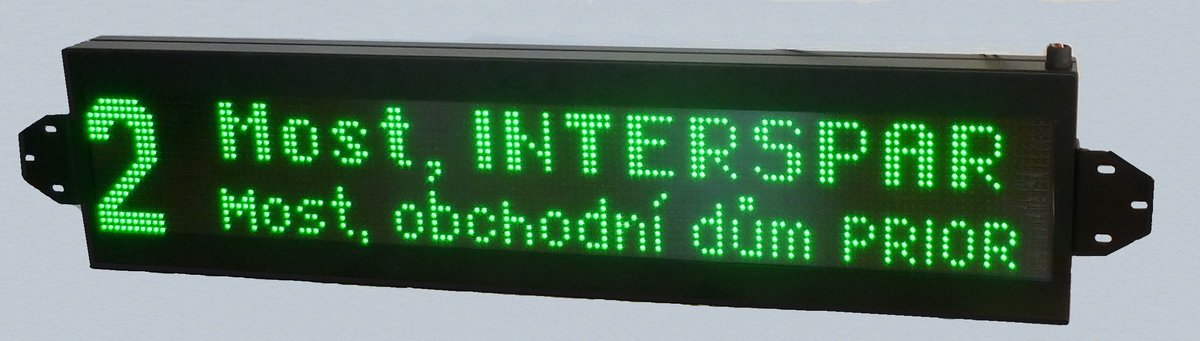 2
Most, INTERSPAR
Most, obchodní dům PRIOR